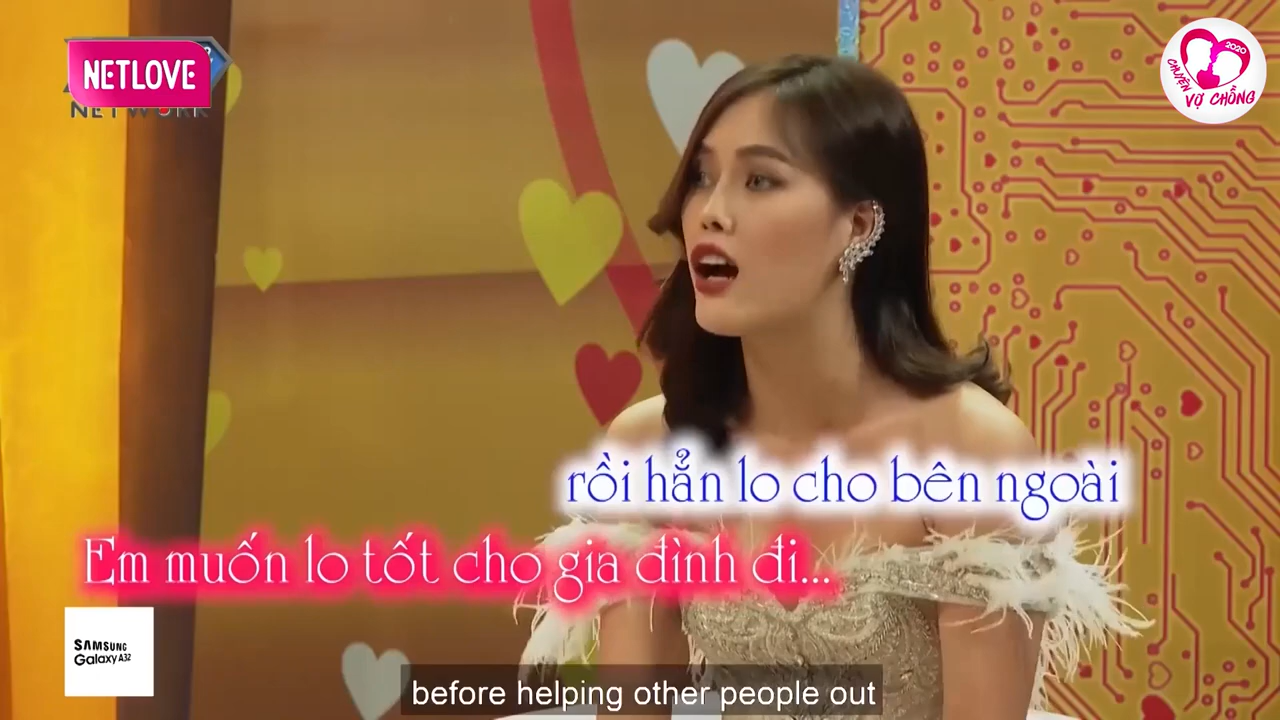 NETLOVE
NETWORK
2020
CHUYỆN
VỢ CHỒNG
rồi hẳn lo cho bên ngoài
Em muốn lo tốt cho gia đình đi...
SAMSUNG
Galaxy A32
before helping other people out